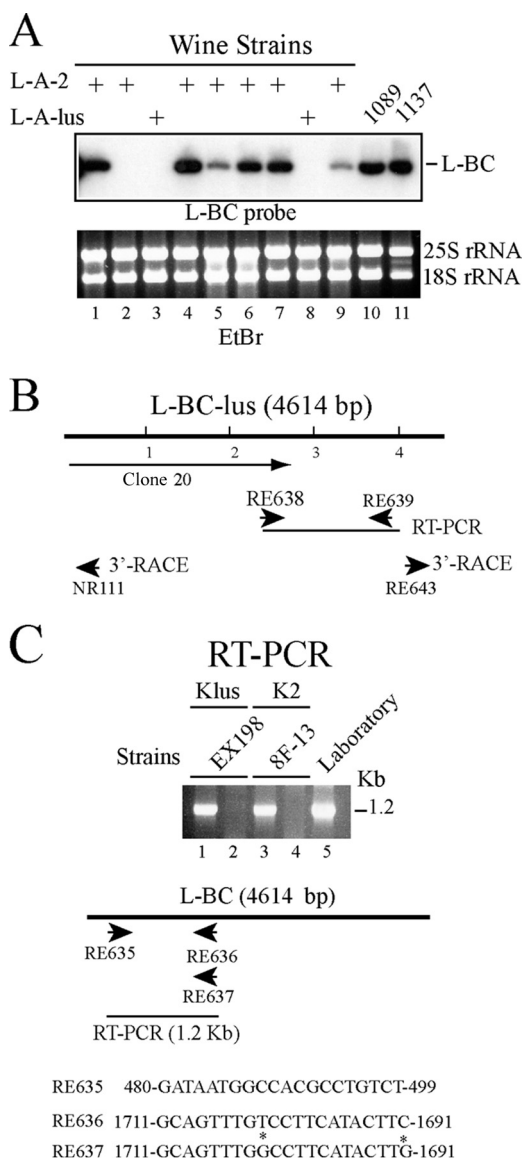 A
Wine Strains
L-A-2 + + + + + + +
L-A-lus + +
1089
1137
L-BC
L-BC probe
25S rRNA
18S rRNA
1 2 3 4 5 6 7 8 9 10 11
EtBr
B
L-BC-lus (4614 bp)
1 2 3 4
Clone 20
RE638 RE639
RT-PCR
3'-RACE 3'-RACE
NR111 RE643
C
RT-PCR
Klus K2
Strains EX198 8F-13 Laboratory
Kb
1.2
1 2 3 4 5
L-BC (4614 bp)
RE635 RE636
RE637
RT-PCR (1.2 Kb)
RE635 480-GATAATGGCCACGCCTGTCT-499
RE636 1711-GCAGTTTGTCCTTCATACTTC-1691
* *
RE637 1711-GCAGTTTGGCCTTCATACTTG-1691